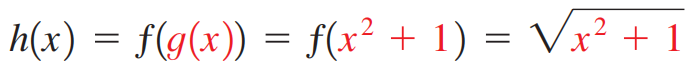 h(x) = f(g(x)) = f(x² + 1) = √(x² + 1)